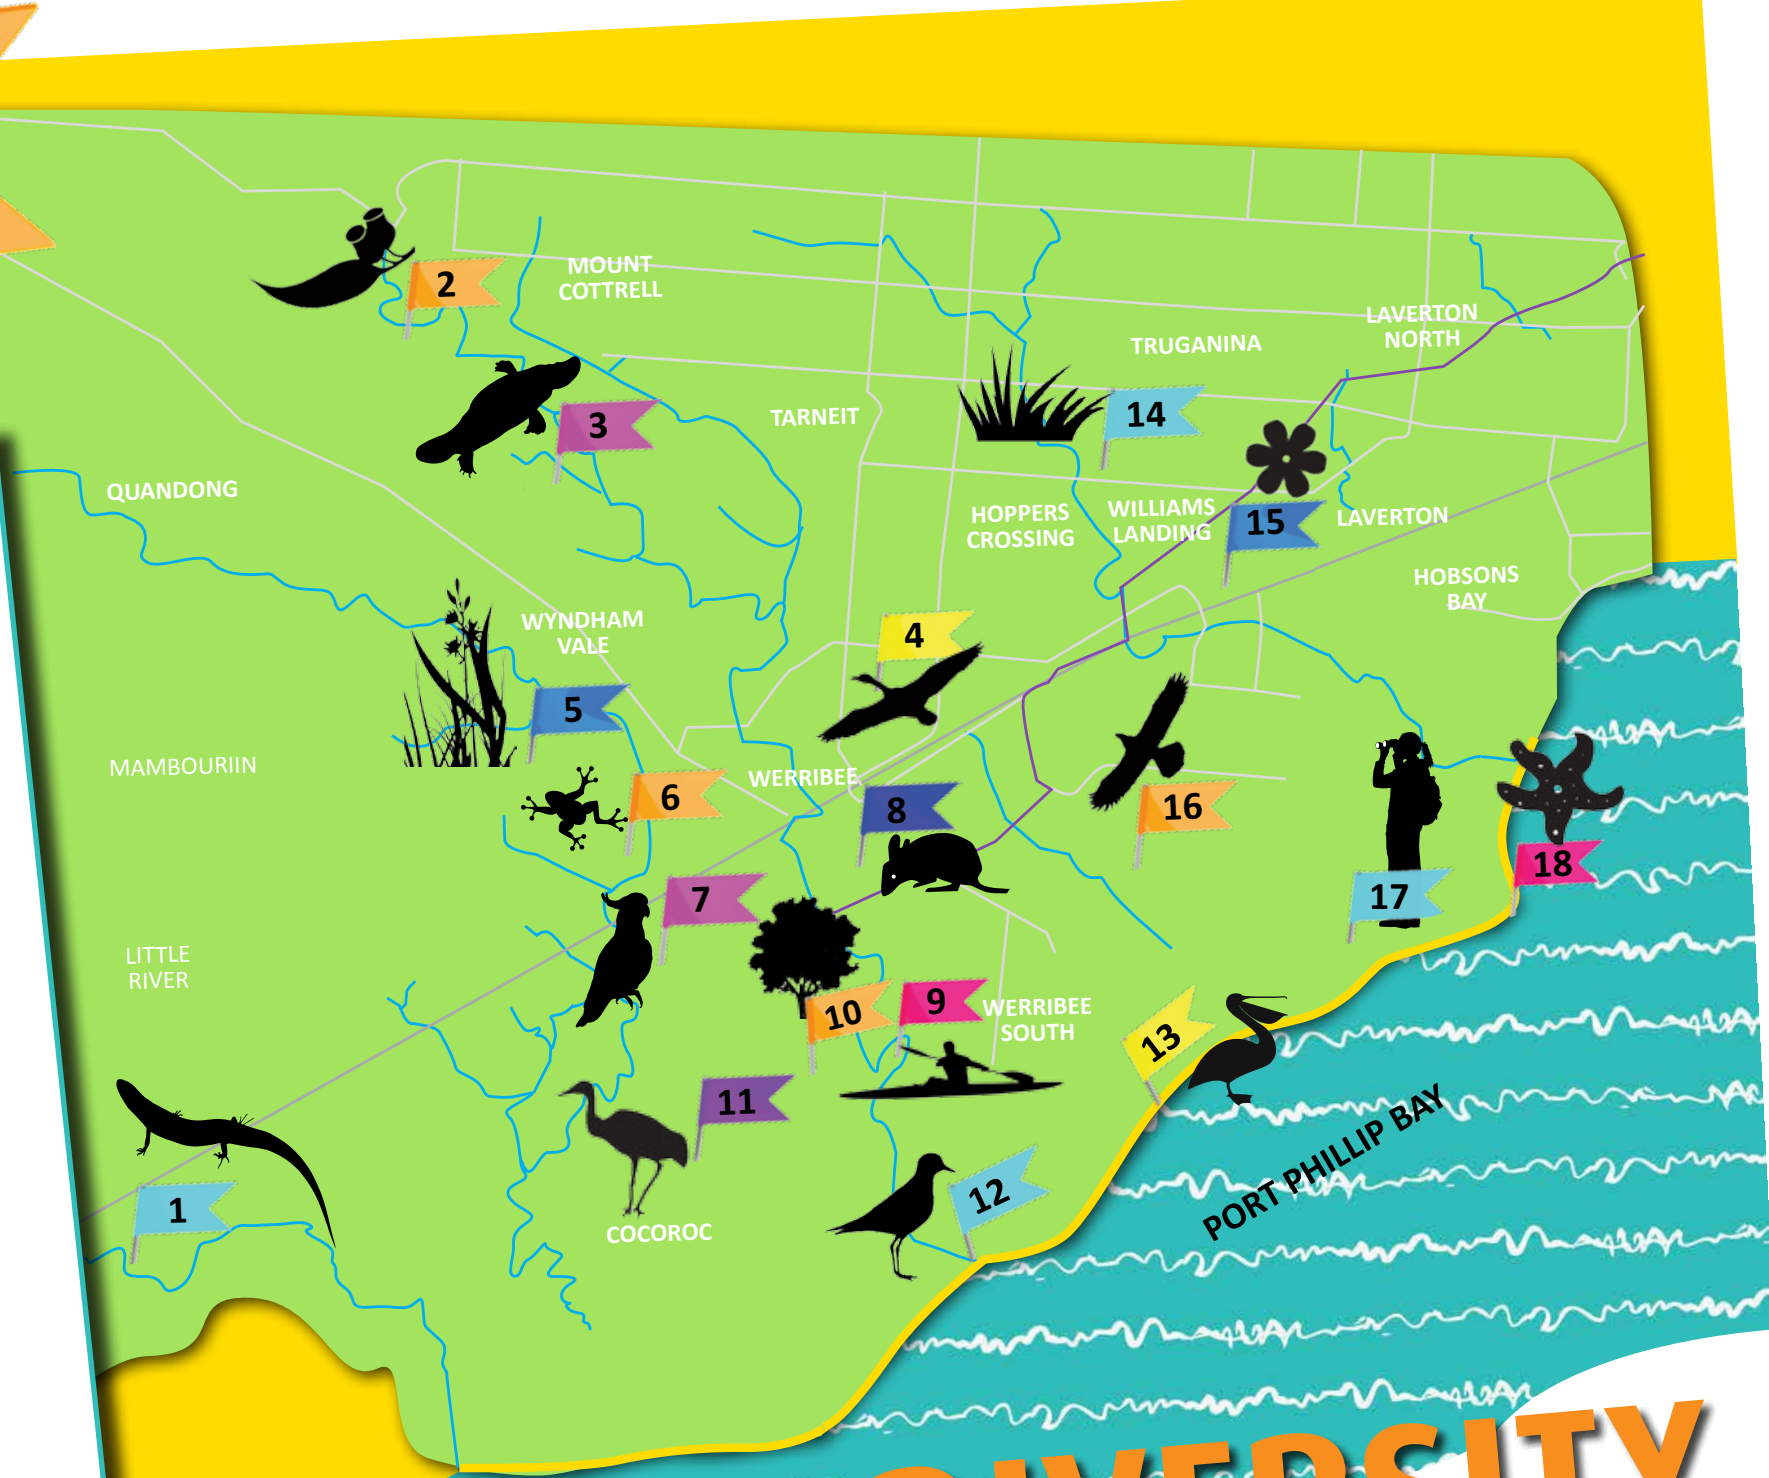 2
MOUNT
COTTRELL
LAVERTON
NORTH
TRUGANINA
3
TARNEIT
14
QUANDONG
HOPPERS
CROSSING
WILLIAMS
LANDING
15
LAVERTON
HOBSONS
BAY
WYNDHAM
VALE
4
5
MAMBOURIIN
WERRIBEE
6
8
16
18
7
17
LITTLE
RIVER
10
9
WERRIBEE
SOUTH
13
11
PORT PHILLIP BAY
1
12
COCOROC